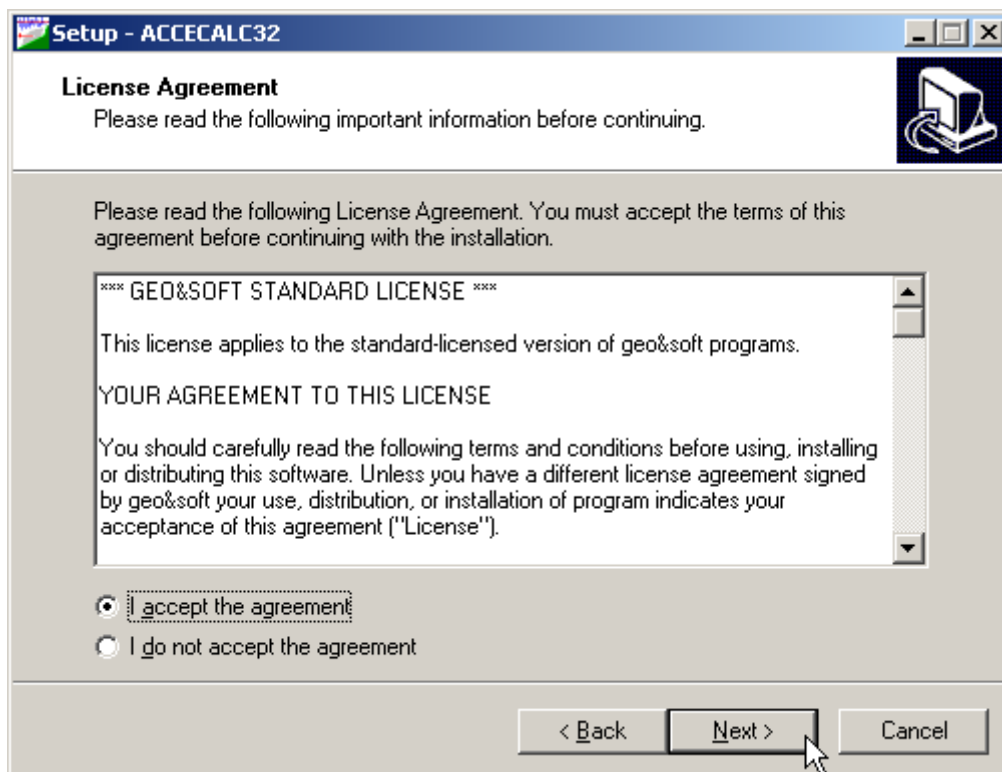 Setup - ACCECALC32
License Agreement
Please read the following important information before continuing.
Please read the following License Agreement. You must accept the terms of this
agreement before continuing with the installation.
*** GEO&SOFT STANDARD LICENSE ***
This license applies to the standard-licensed version of geo&soft programs.
YOUR AGREEMENT TO THIS LICENSE
You should carefully read the following terms and conditions before using, installing
or distributing this software. Unless you have a different license agreement signed
by geo&soft your use, distribution, or installation of program indicates your
acceptance of this agreement ("License").
I accept the agreement
I do not accept the agreement
< Back
Next >
Cancel